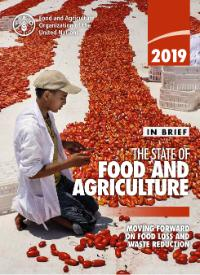 Food and Agriculture
Organization of the
United Nations
2019
IN BRIEF
THE STATE OF
FOOD AND
AGRICULTURE
MOVING FORWARD
ON FOOD LOSS AND
WASTE REDUCTION